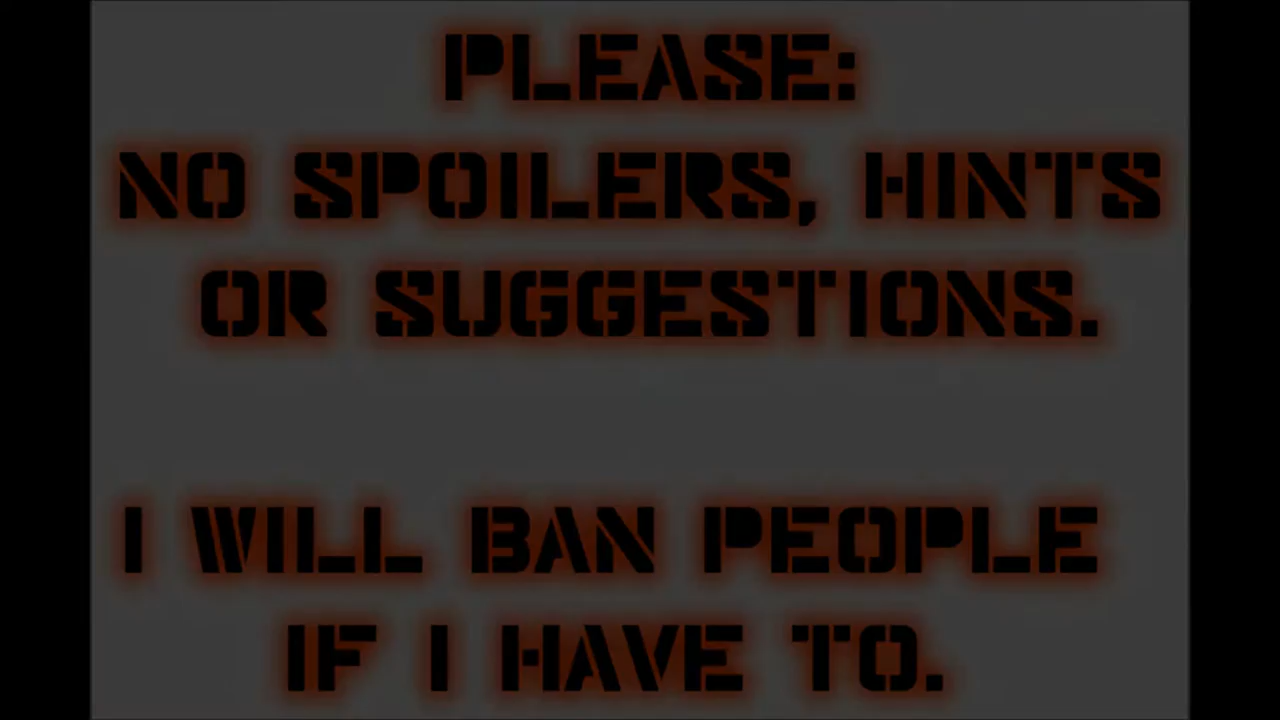 PLEASE:
NO SPOILERS, HINTS
OR SUGGESTIONS.
I WILL BAN PEOPLE
IF I HAVE TO.